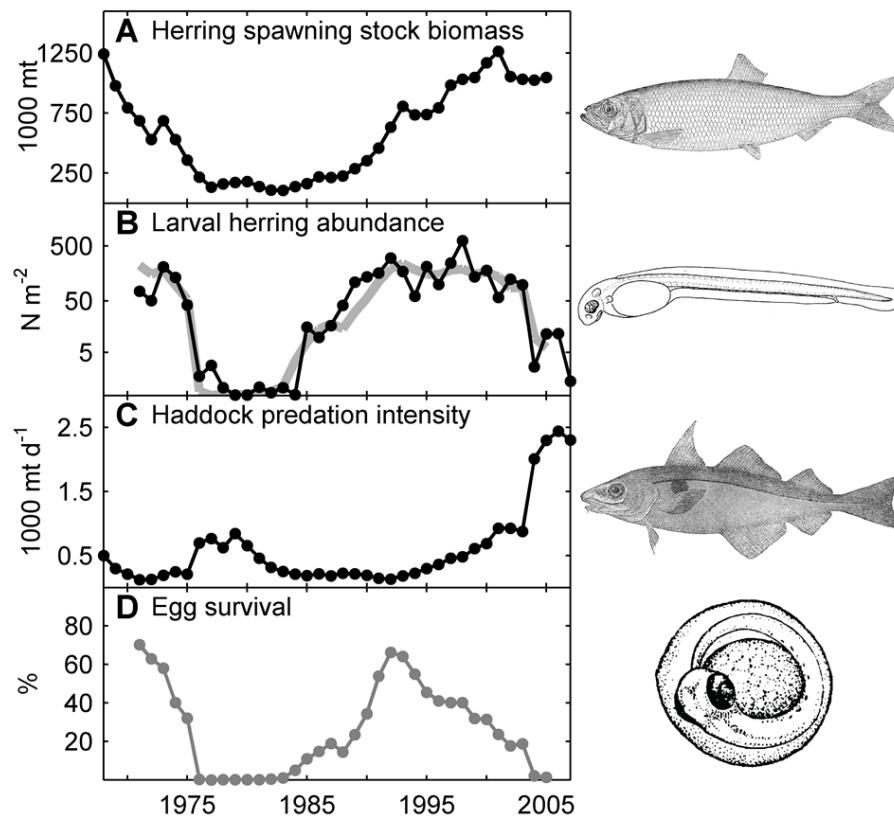 A Herring spawning stock biomass
1250
750
250
1000 mt
B Larval herring abundance
500
50
5
N m⁻²
C Haddock predation intensity
2.5
1.5
0.5
1000 mt d⁻¹
D Egg survival
80
60
40
20
%
1975 1985 1995 2005